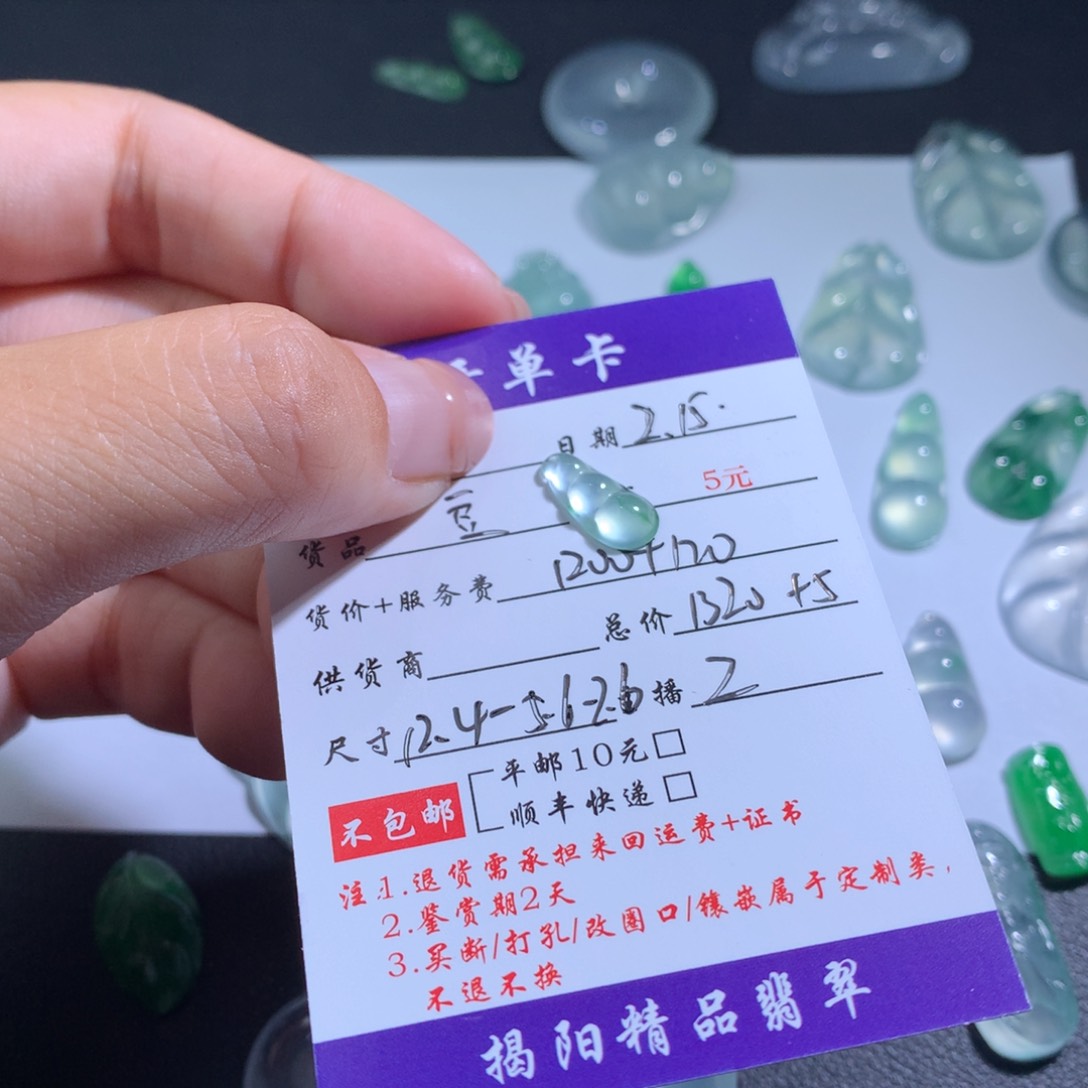 单卡
日期 2.15.
5元
货品 豆
货价+服务费 1200+120
总价 1320+5
供货商
尺寸 12.4-5.6-2.6 播 2
不包邮
平邮10元
顺丰快递
注:1.退货需承担来回运费+证书
2.鉴赏期2天
3.买断/打孔/改圈口/镶嵌属于定制类,
不退不换
揭阳精品翡翠